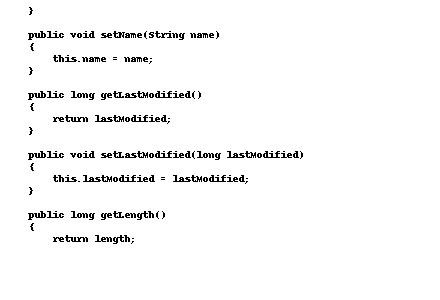 }
public void setName(String name)
{
this.name = name;
}
public long getLastModified()
{
return lastModified;
}
public void setLastModified(long lastModified)
{
this.lastModified = lastModified;
}
public long getLength()
{
return length;